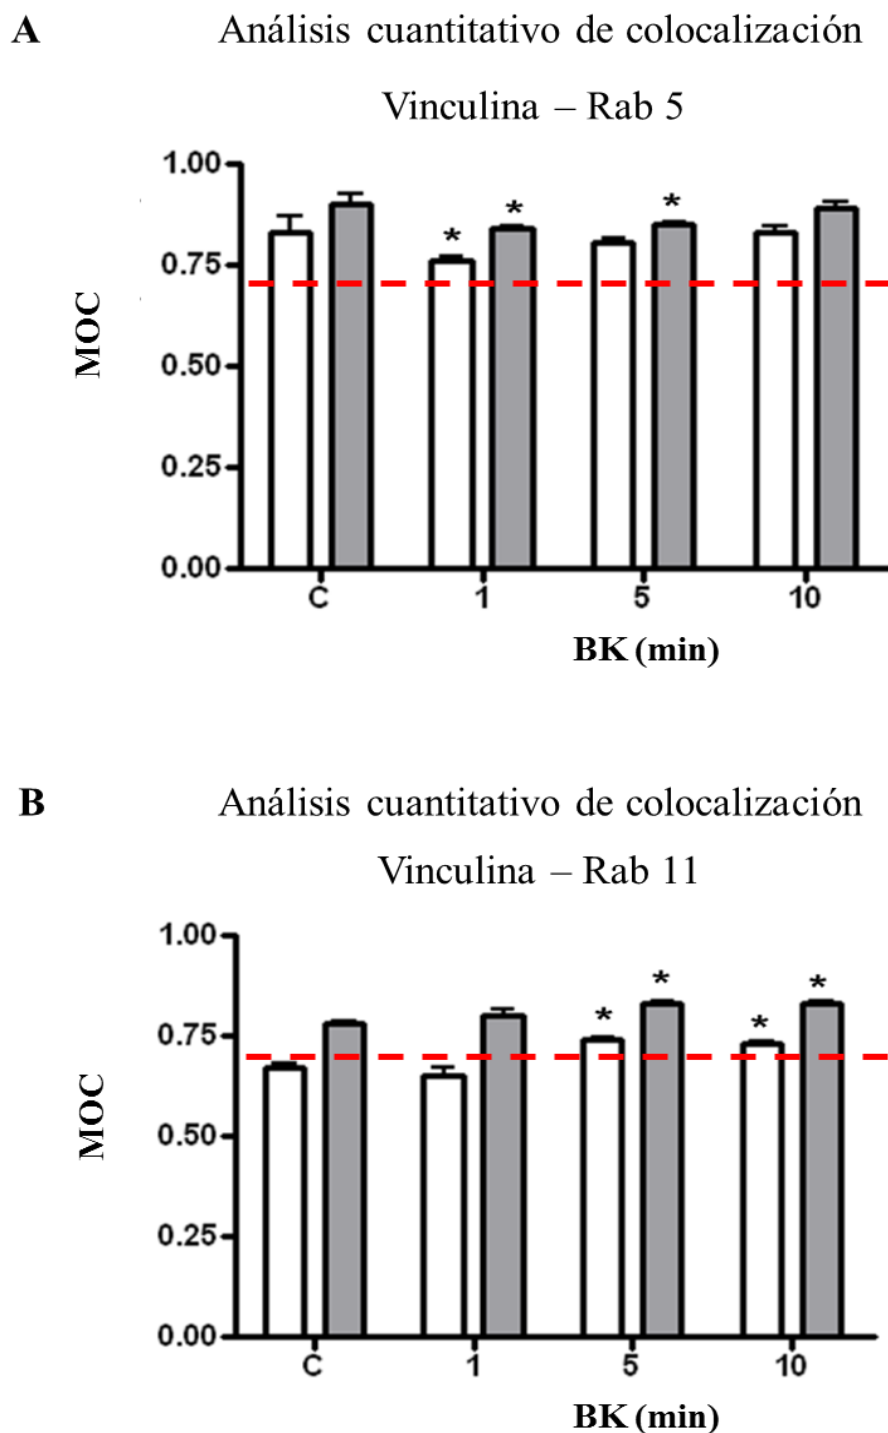 A
Análisis cuantitativo de colocalización
Vinculina – Rab 5
1.00
0.75
0.50
0.25
0.00
MOC
* * *
C 1 5 10
BK (min)
B
Análisis cuantitativo de colocalización
Vinculina – Rab 11
1.00
0.75
0.50
0.25
0.00
MOC
* * * *
C 1 5 10
BK (min)